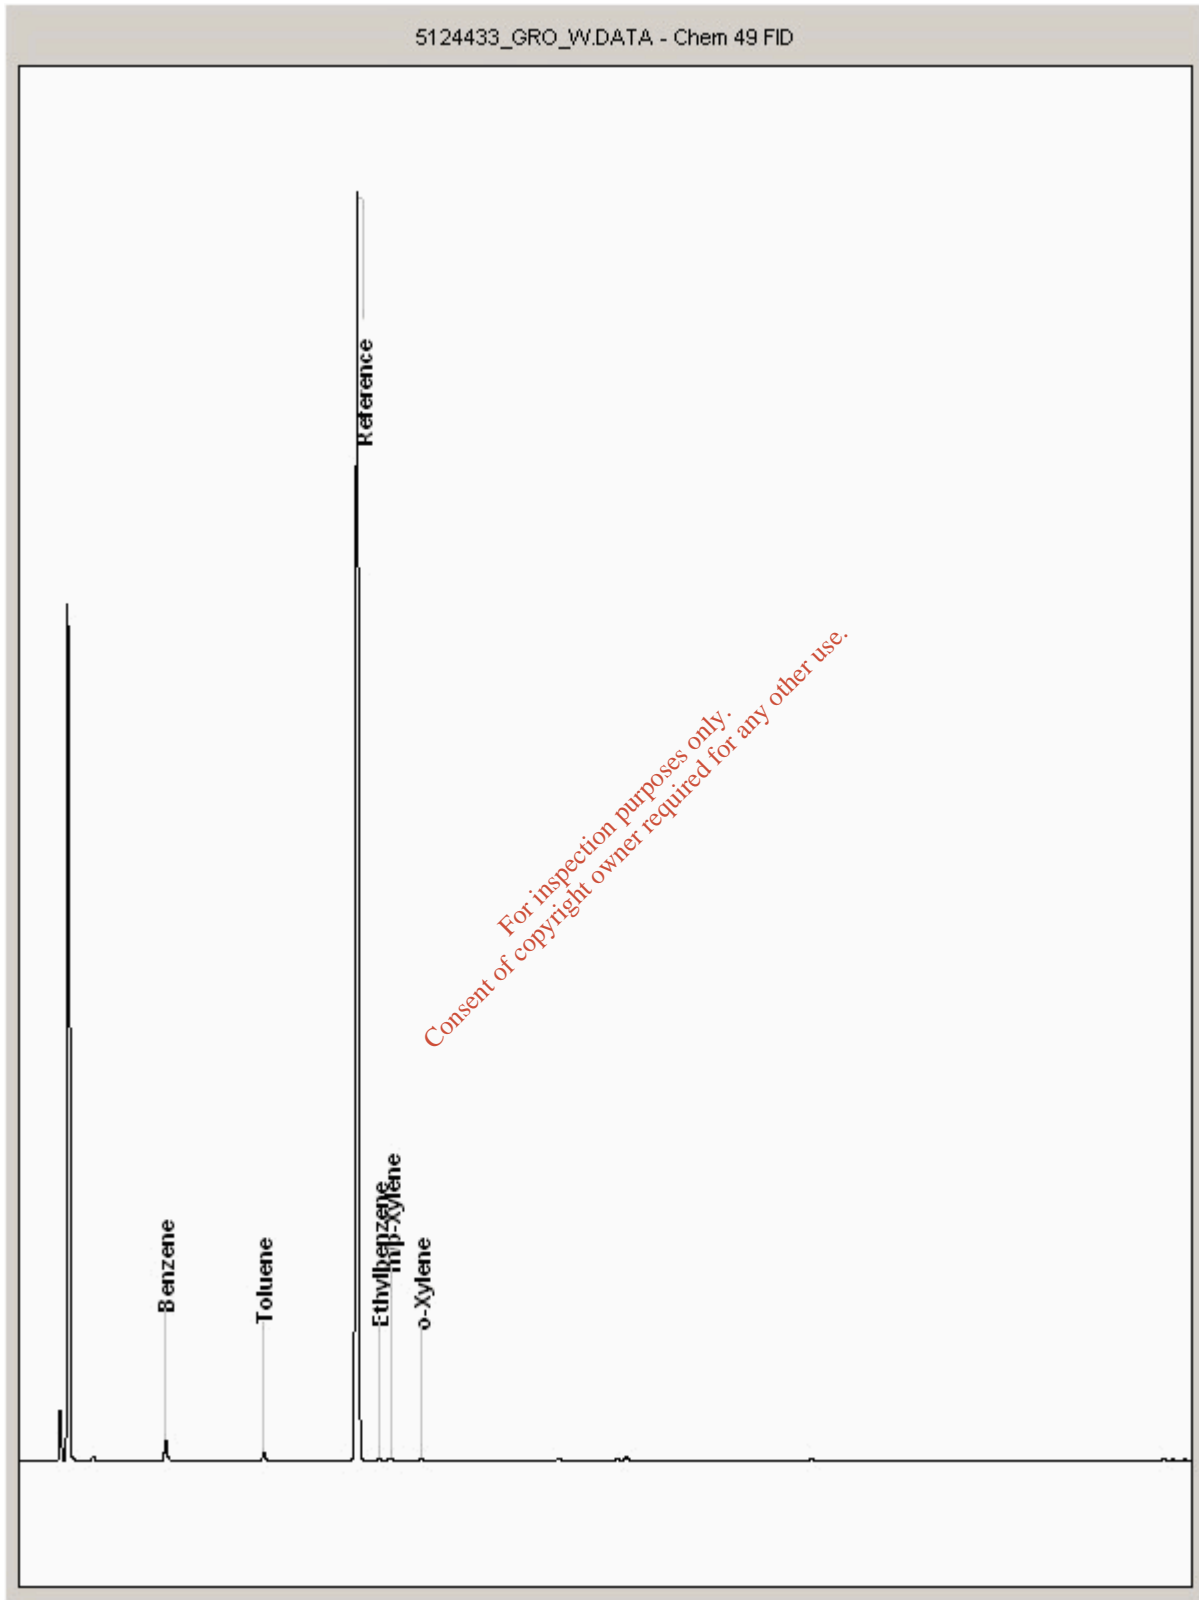 5124433_GRO_W.DATA - Chem 49 FID
Reference
For inspection purposes only.
Consent of copyright owner required for any other use.
Benzene
Toluene
Ethylbenzene
m/p-Xylene
o-Xylene